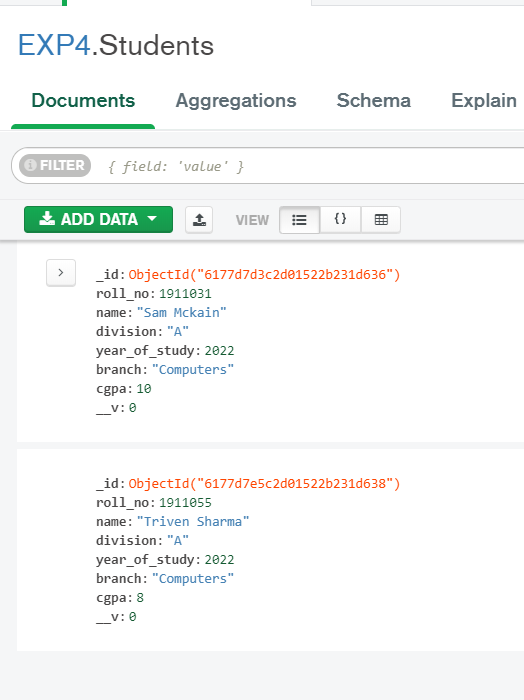 EXP4.Students
Documents Aggregations Schema Explain
FILTER { field: 'value' }
ADD DATA VIEW {}
_id: ObjectId("6177d7d3c2d01522b231d636")
roll_no: 1911031
name: "Sam Mckain"
division: "A"
year_of_study: 2022
branch: "Computers"
cgpa: 10
__v: 0
_id: ObjectId("6177d7e5c2d01522b231d638")
roll_no: 1911055
name: "Triven Sharma"
division: "A"
year_of_study: 2022
branch: "Computers"
cgpa: 8
__v: 0